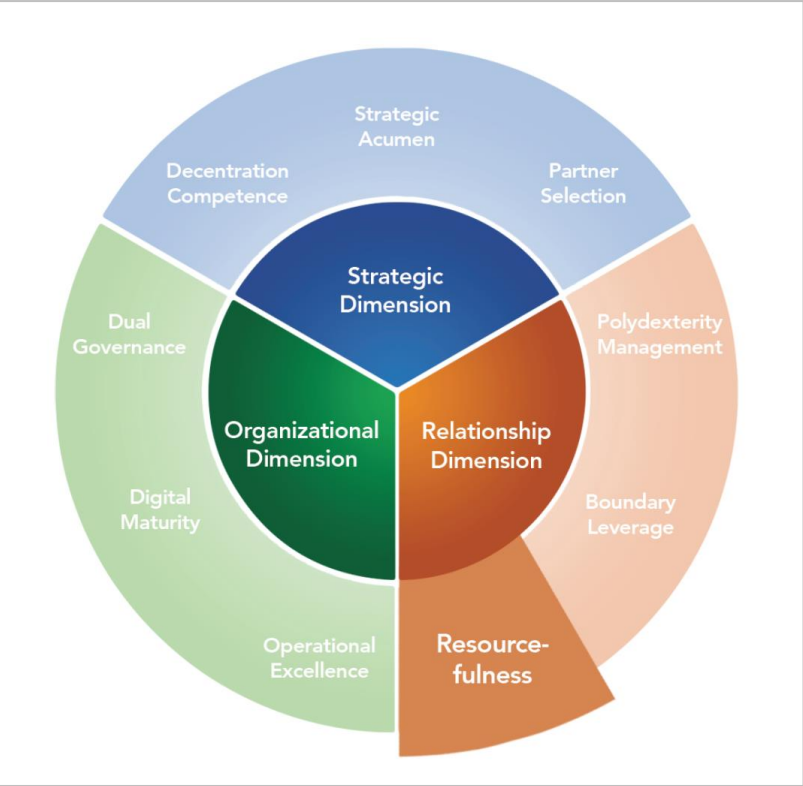 Strategic
Acumen
Decentration
Competence
Partner
Selection
Strategic
Dimension
Dual
Governance
Polydexterity
Management
Organizational
Dimension
Relationship
Dimension
Digital
Maturity
Boundary
Leverage
Operational
Excellence
Resource-
fulness